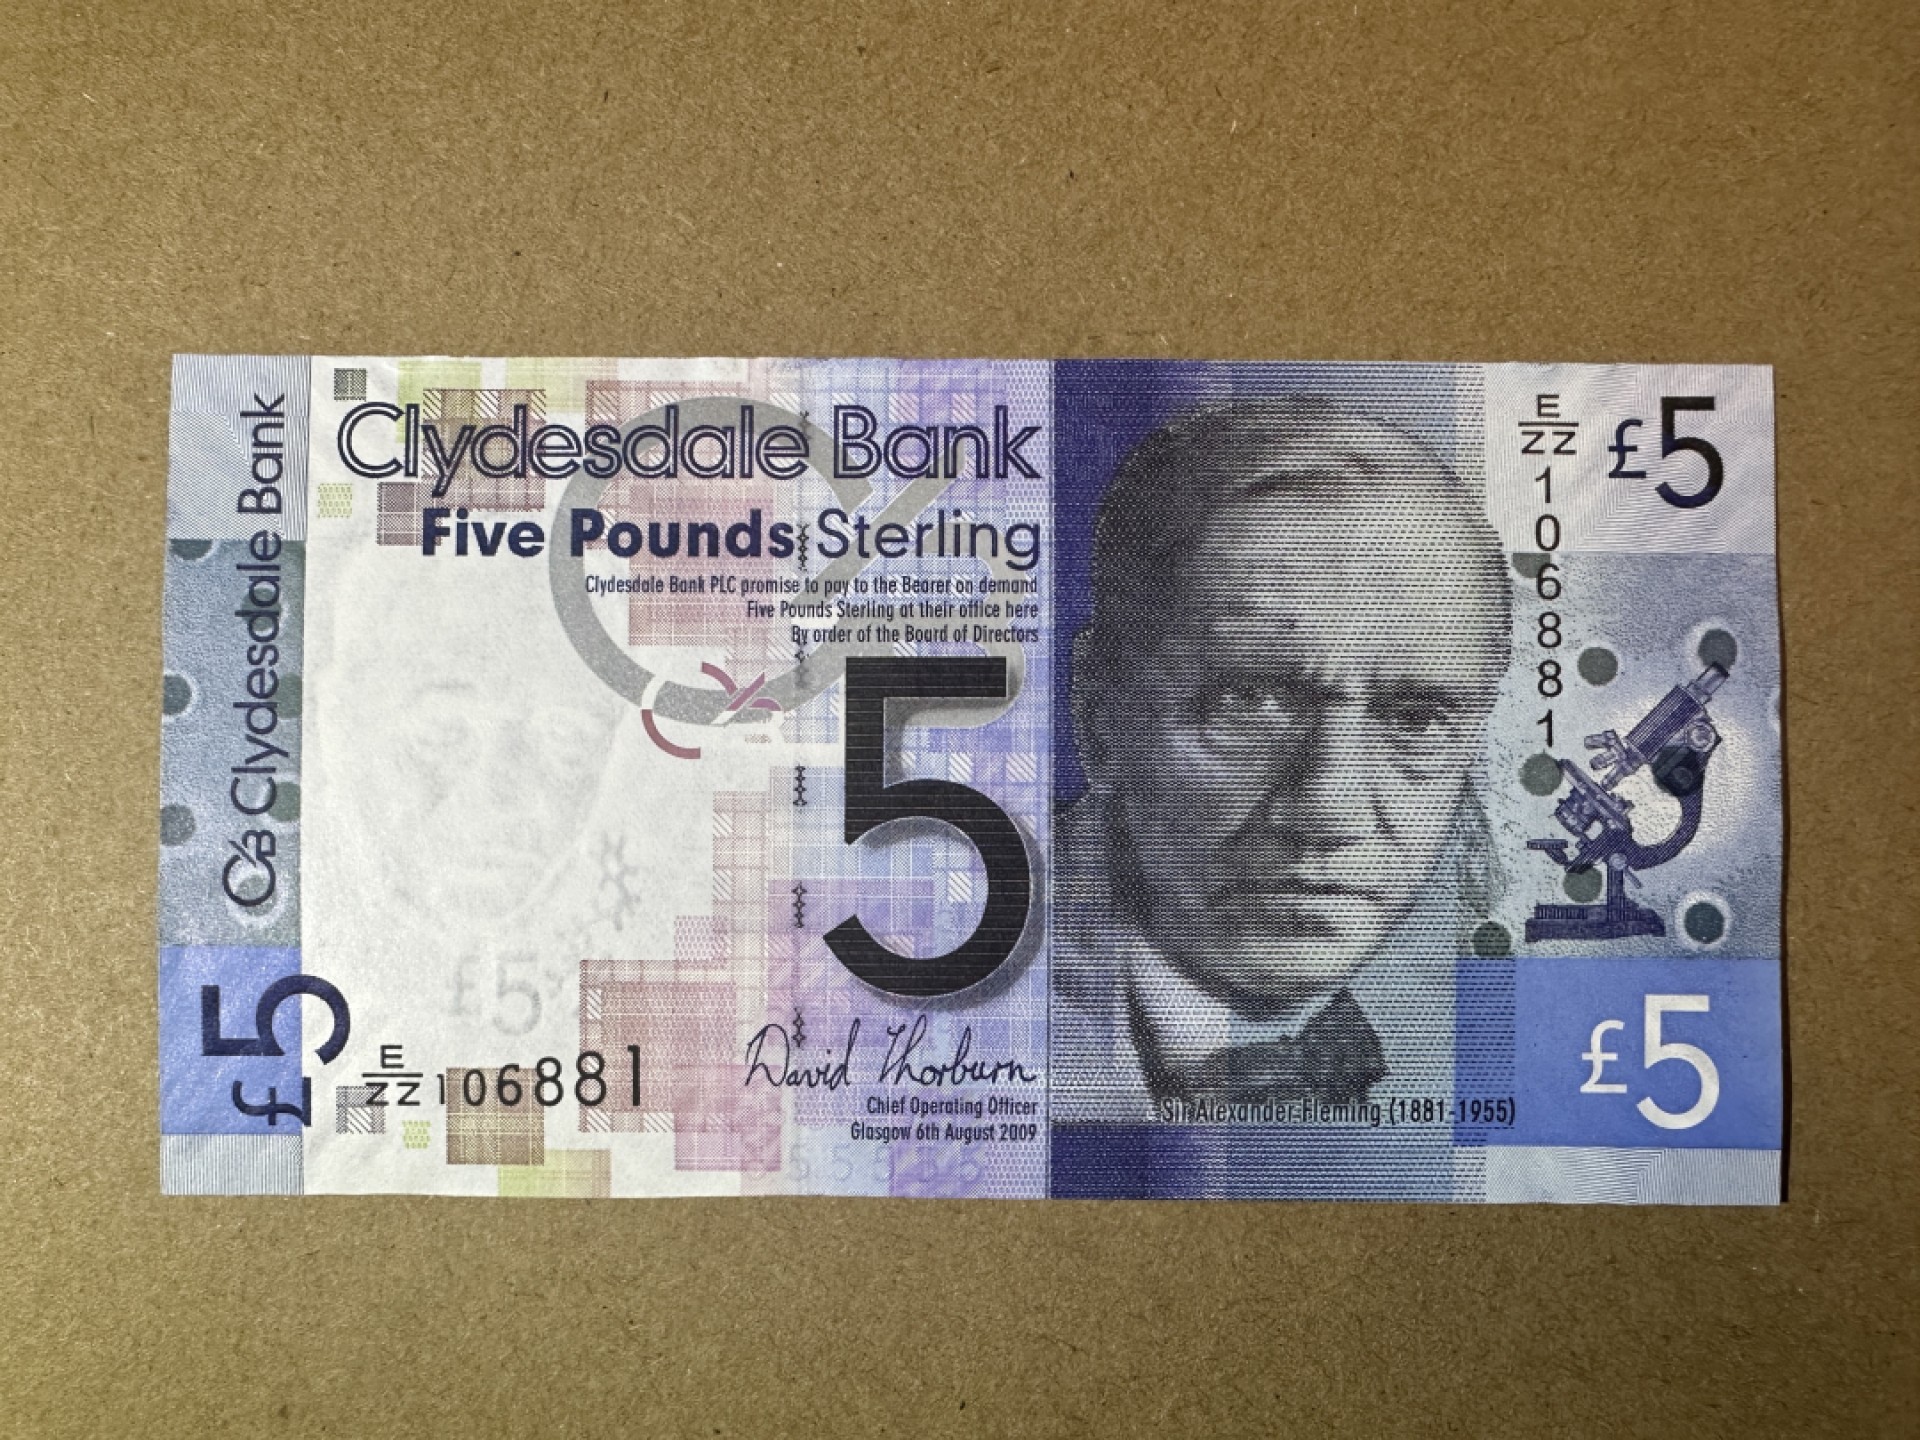 Clydesdale Bank
£5
Clydesdale Bank
Five Pounds Sterling
Clydesdale Bank PLC promise to pay to the Bearer on demand
Five Pounds Sterling at their office here
By order of the Board of Directors
5
£5
E/ZZ 106881
David Thorburn
Chief Operating Officer
Glasgow 6th August 2009
Sir Alexander Fleming (1881-1955)
E/ZZ 106881
£5
£5